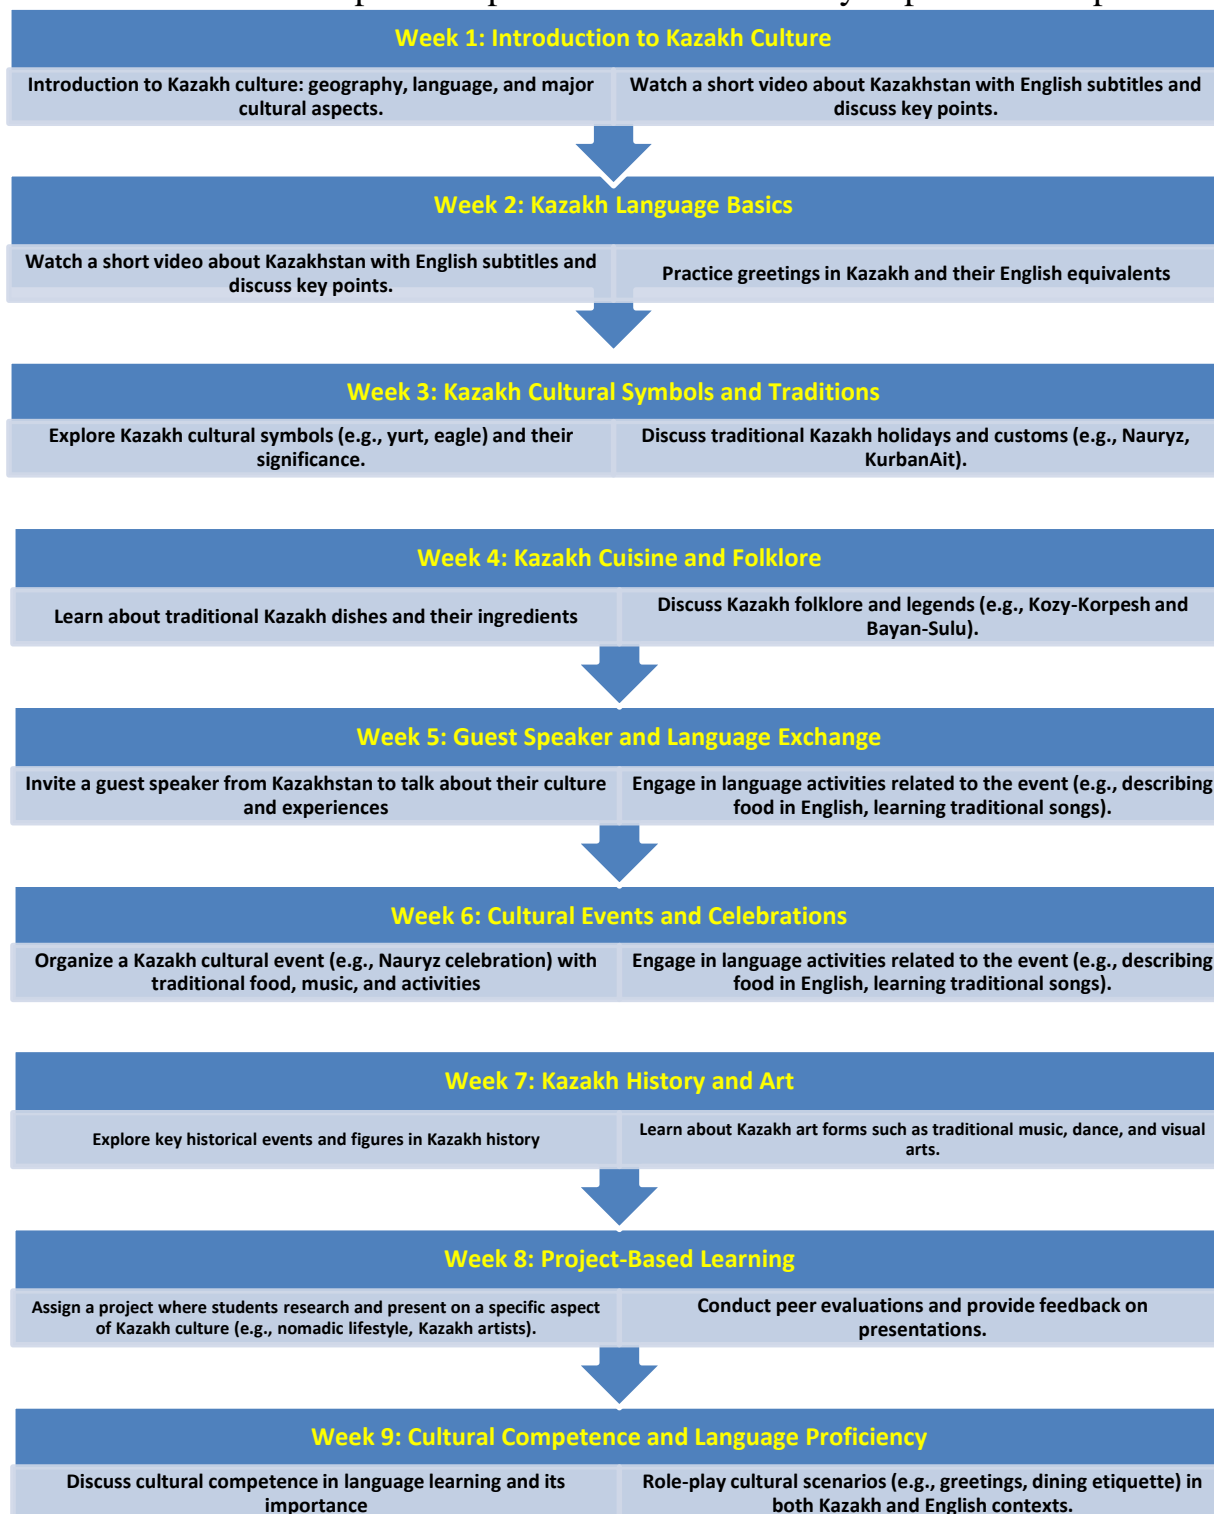 Week 1: Introduction to Kazakh Culture
Introduction to Kazakh culture: geography, language, and major
cultural aspects.
Watch a short video about Kazakhstan with English subtitles and
discuss key points.
Week 2: Kazakh Language Basics
Watch a short video about Kazakhstan with English subtitles and
discuss key points.
Practice greetings in Kazakh and their English equivalents
Week 3: Kazakh Cultural Symbols and Traditions
Explore Kazakh cultural symbols (e.g., yurt, eagle) and their
significance.
Discuss traditional Kazakh holidays and customs (e.g., Nauryz,
KurbanAit).
Week 4: Kazakh Cuisine and Folklore
Learn about traditional Kazakh dishes and their ingredients
Discuss Kazakh folklore and legends (e.g., Kozy-Korpesh and
Bayan-Sulu).
Week 5: Guest Speaker and Language Exchange
Invite a guest speaker from Kazakhstan to talk about their culture
and experiences
Engage in language activities related to the event (e.g., describing
food in English, learning traditional songs).
Week 6: Cultural Events and Celebrations
Organize a Kazakh cultural event (e.g., Nauryz celebration) with
traditional food, music, and activities
Engage in language activities related to the event (e.g., describing
food in English, learning traditional songs).
Week 7: Kazakh History and Art
Explore key historical events and figures in Kazakh history
Learn about Kazakh art forms such as traditional music, dance, and visual
arts.
Week 8: Project-Based Learning
Assign a project where students research and present on a specific aspect
of Kazakh culture (e.g., nomadic lifestyle, Kazakh artists).
Conduct peer evaluations and provide feedback on
presentations.
Week 9: Cultural Competence and Language Proficiency
Discuss cultural competence in language learning and its
importance
Role-play cultural scenarios (e.g., greetings, dining etiquette) in
both Kazakh and English contexts.